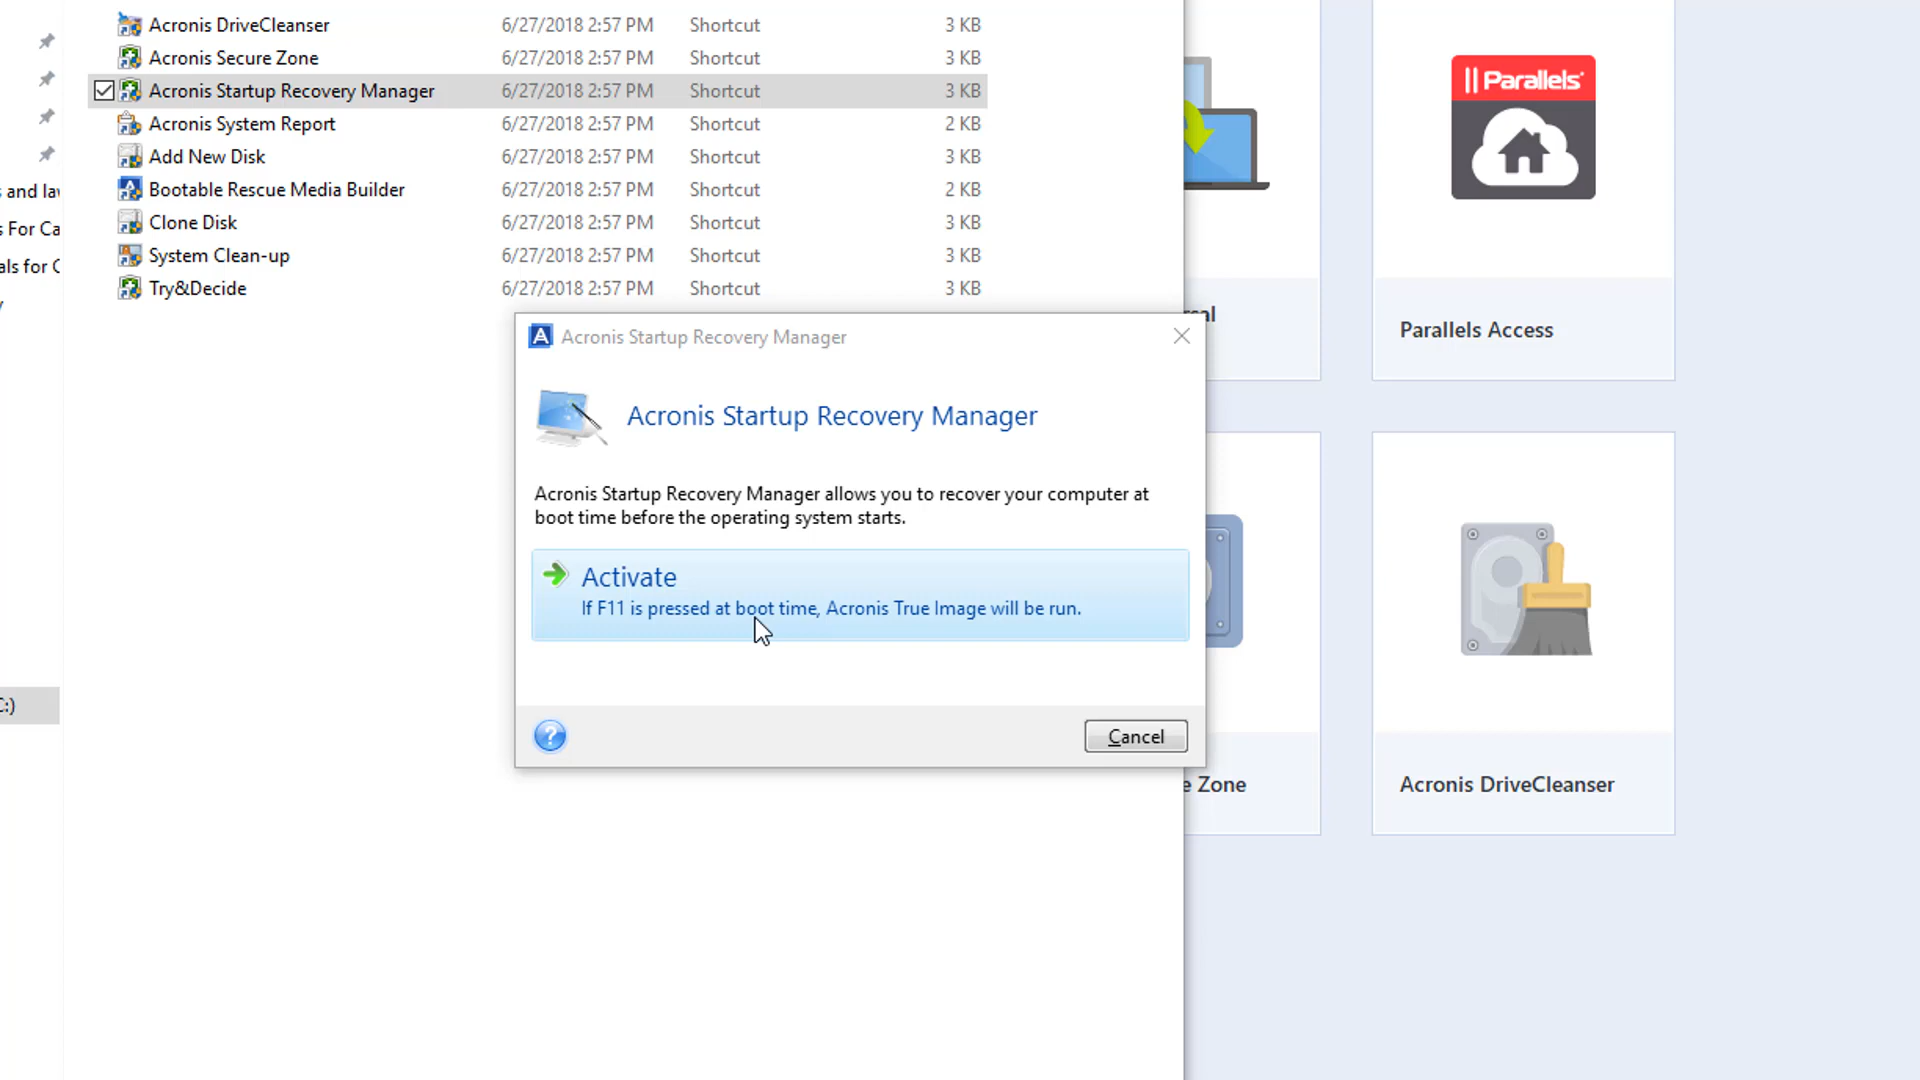 Acronis DriveCleanser 6/27/2018 2:57 PM Shortcut 3 KB
Acronis Secure Zone 6/27/2018 2:57 PM Shortcut 3 KB
Acronis Startup Recovery Manager 6/27/2018 2:57 PM Shortcut 3 KB
Acronis System Report 6/27/2018 2:57 PM Shortcut 2 KB
Add New Disk 6/27/2018 2:57 PM Shortcut 3 KB
Bootable Rescue Media Builder 6/27/2018 2:57 PM Shortcut 2 KB
Clone Disk 6/27/2018 2:57 PM Shortcut 3 KB
System Clean-up 6/27/2018 2:57 PM Shortcut 3 KB
Try&Decide 6/27/2018 2:57 PM Shortcut 3 KB
and
For
for
C:)
Acronis Startup Recovery Manager
Acronis Startup Recovery Manager
Acronis Startup Recovery Manager allows you to recover your computer at
boot time before the operating system starts.
Activate
If F11 is pressed at boot time, Acronis True Image will be run.
? Cancel
Parallels
Parallels Access
Zone
Acronis DriveCleanser